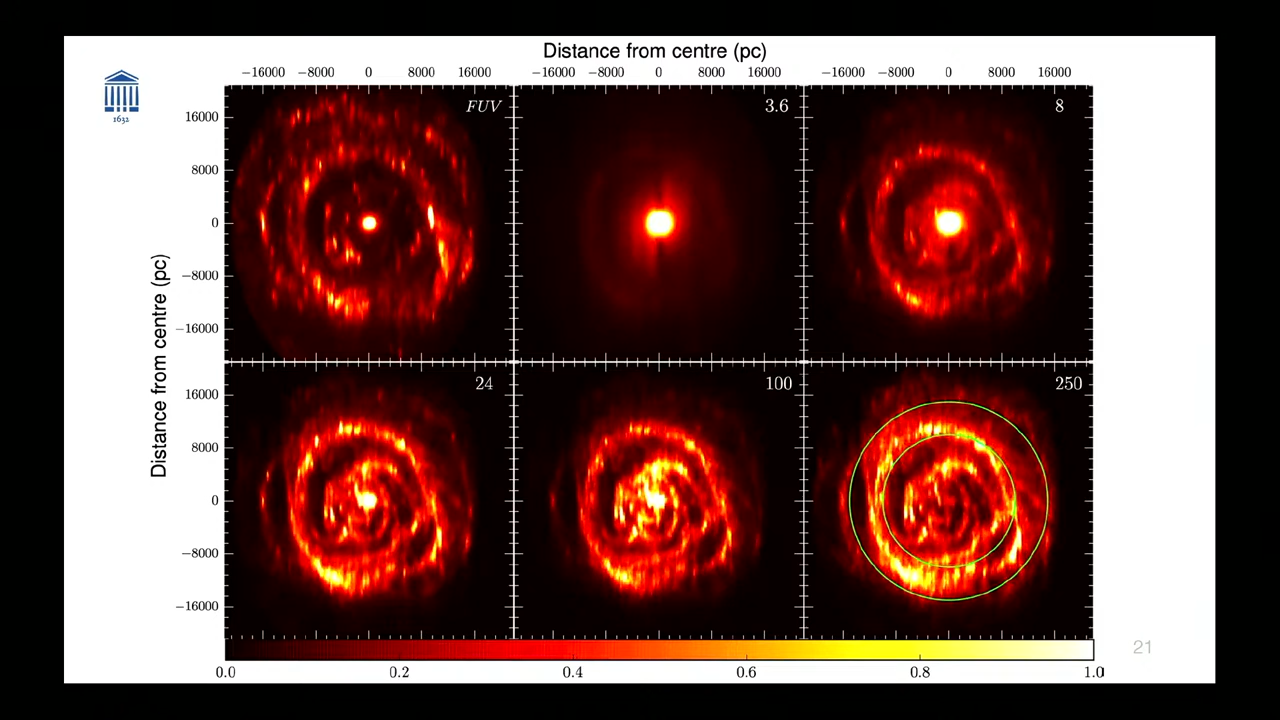 Distance from centre (pc)
−16000 −8000 0 8000 16000 −16000 −8000 0 8000 16000 −16000 −8000 0 8000 16000
1632
FUV 3.6 8
16000
8000
0
−8000
−16000
Distance from centre (pc)
24 100 250
16000
8000
0
−8000
−16000
21
0.0 0.2 0.4 0.6 0.8 1.0